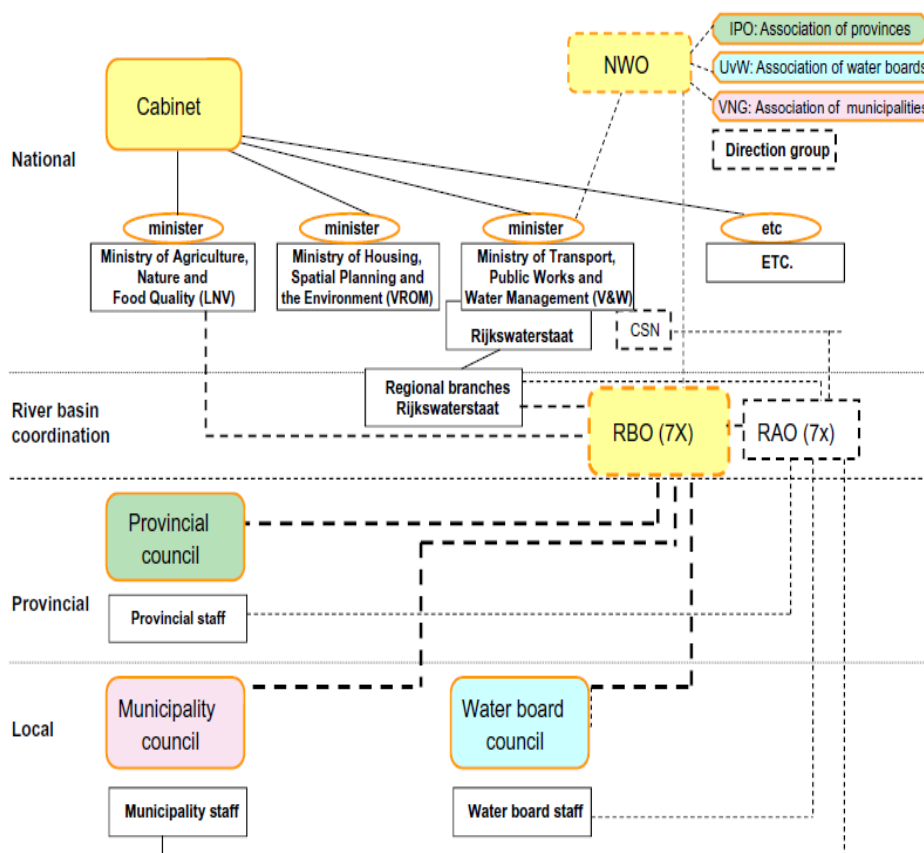 IPO: Association of provinces
NWO
UvW: Association of water boards
Cabinet
VNG: Association of municipalities
Direction group
National
minister
minister
minister
etc
Ministry of Agriculture,
Nature and
Food Quality (LNV)
Ministry of Housing,
Spatial Planning and
the Environment (VROM)
Ministry of Transport,
Public Works and
Water Management (V&W)
ETC.
Rijkswaterstaat
CSN
Regional branches
Rijkswaterstaat
River basin
coordination
RBO (7X)
RAO (7x)
Provincial
council
Provincial
Provincial staff
Local
Municipality
council
Water board
council
Municipality staff
Water board staff